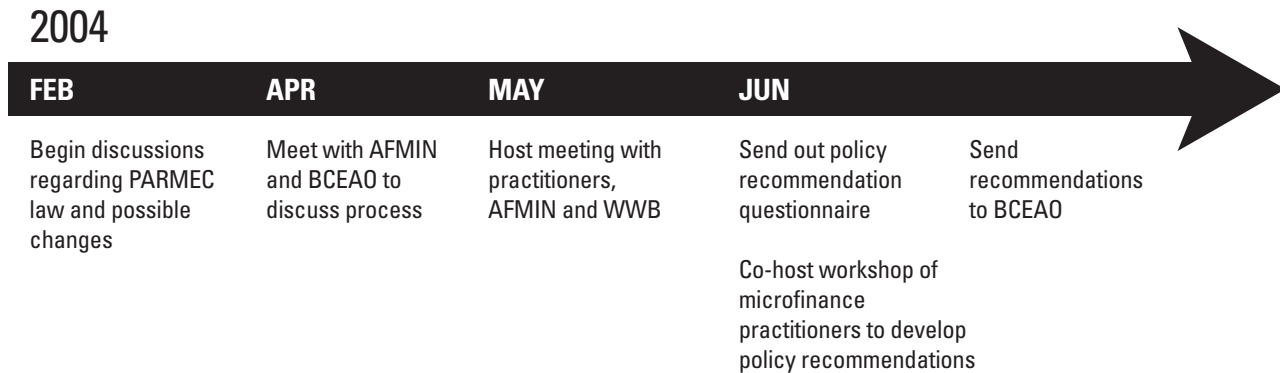 2004
FEB
APR
MAY
JUN
Begin discussions
regarding PARMEC
law and possible
changes
Meet with AFMIN
and BCEAO to
discuss process
Host meeting with
practitioners,
AFMIN and WWB
Send out policy
recommendation
questionnaire
Co-host workshop of
microfinance
practitioners to develop
policy recommendations
Send
recommendations
to BCEAO